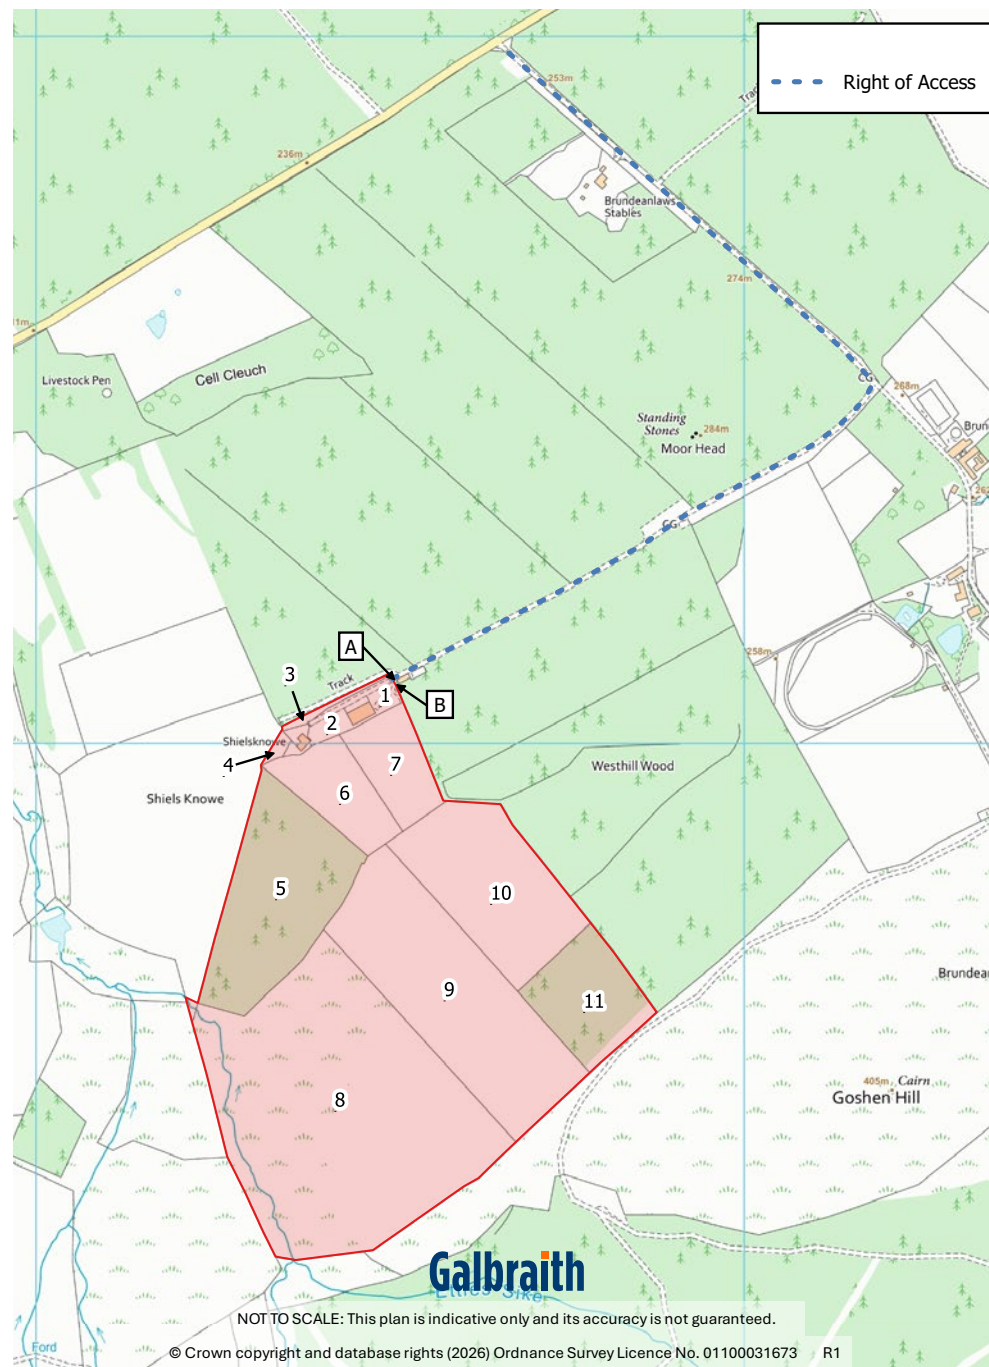 Right of Access
253m
Track
236m
Brundeanlaws
Stables
274m
Cell Cleuch
Livestock Pen
CG
268m
Standing
Stones
284m
Moor Head
CG
A
258m
3
Track
1
B
2
Shielsknowe
4
7
Westhill Wood
6
Shiels Knowe
5
10
9
11
8
405m Cairn
Goshen Hill
Galbraith
NOT TO SCALE: This plan is indicative only and its accuracy is not guaranteed.
Ford
© Crown copyright and database rights (2026) Ordnance Survey Licence No. 01100031673 R1